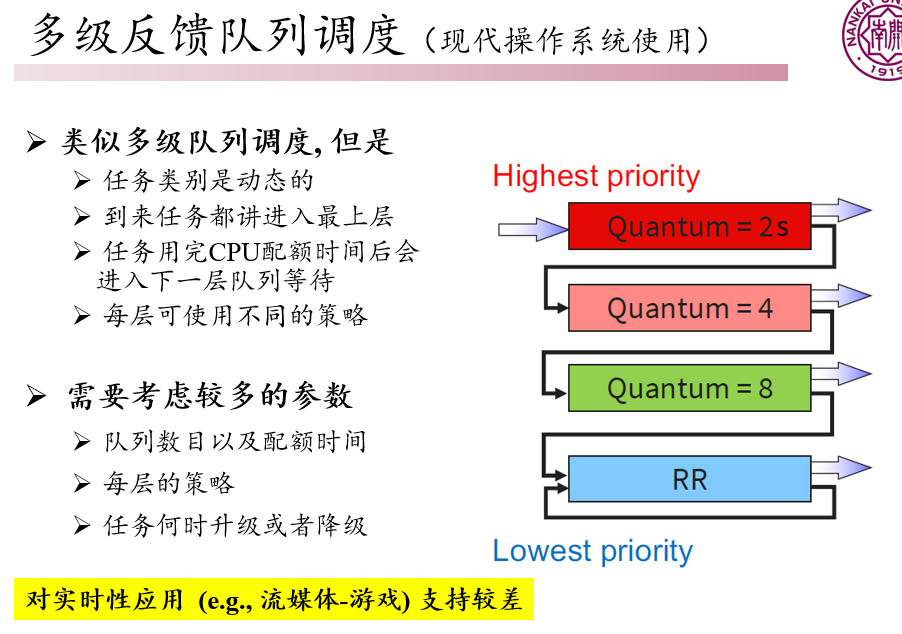 多级反馈队列调度（现代操作系统使用）
➢ 类似多级队列调度, 但是
➢ 任务类别是动态的
➢ 到来任务都讲进入最上层
➢ 任务用完CPU配额时间后会
进入下一层队列等待
➢ 每层可使用不同的策略
➢ 需要考虑较多的参数
➢ 队列数目以及配额时间
➢ 每层的策略
➢ 任务何时升级或者降级
对实时性应用 (e.g., 流媒体-游戏) 支持较差
Highest priority
Quantum = 2s
Quantum = 4
Quantum = 8
RR
Lowest priority
NANKAI UN
1919